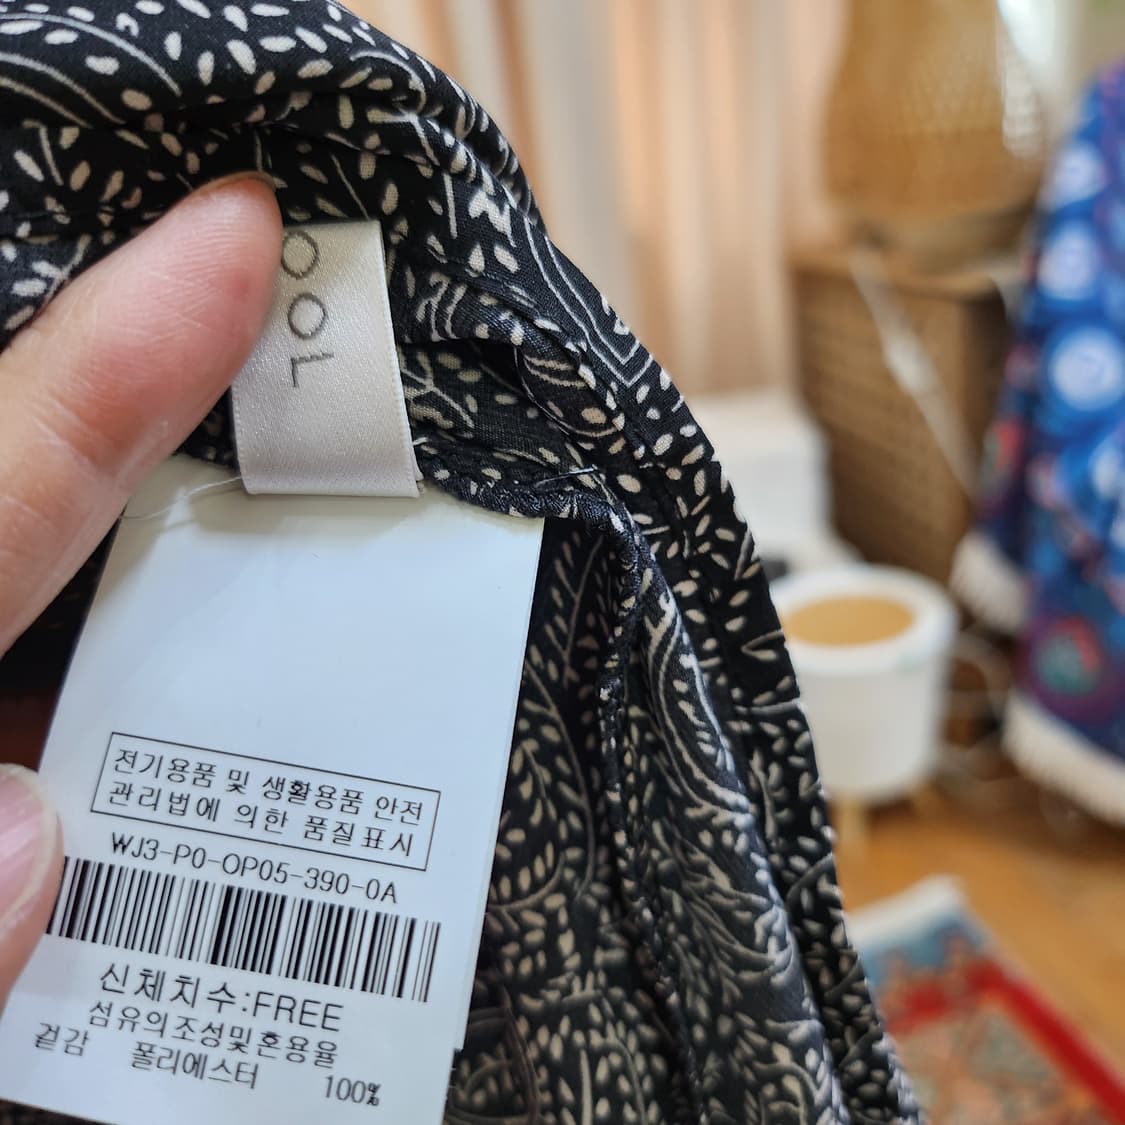 OOL
전기용품 및 생활용품 안전
관리법에 의한 품질표시
WJ3-P0-OP05-390-0A
신체치수:FREE
섬유의조성및혼용율
겉감 폴리에스터 100%